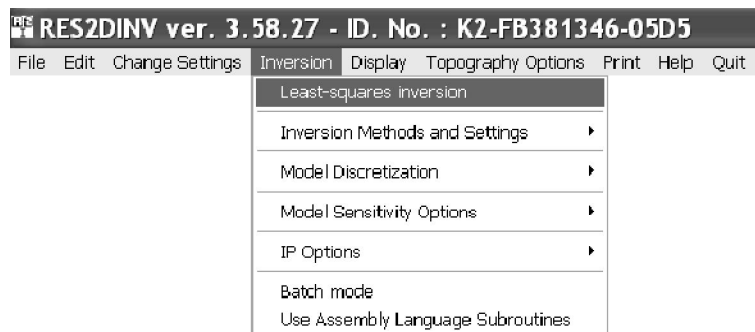 RES2DINV ver. 3.58.27 - ID. No. : K2-FB381346-05D5
File Edit Change Settings Inversion Display Topography Options Print Help Quit
Least-squares inversion
Inversion Methods and Settings
Model Discretization
Model Sensitivity Options
IP Options
Batch mode
Use Assembly Language Subroutines